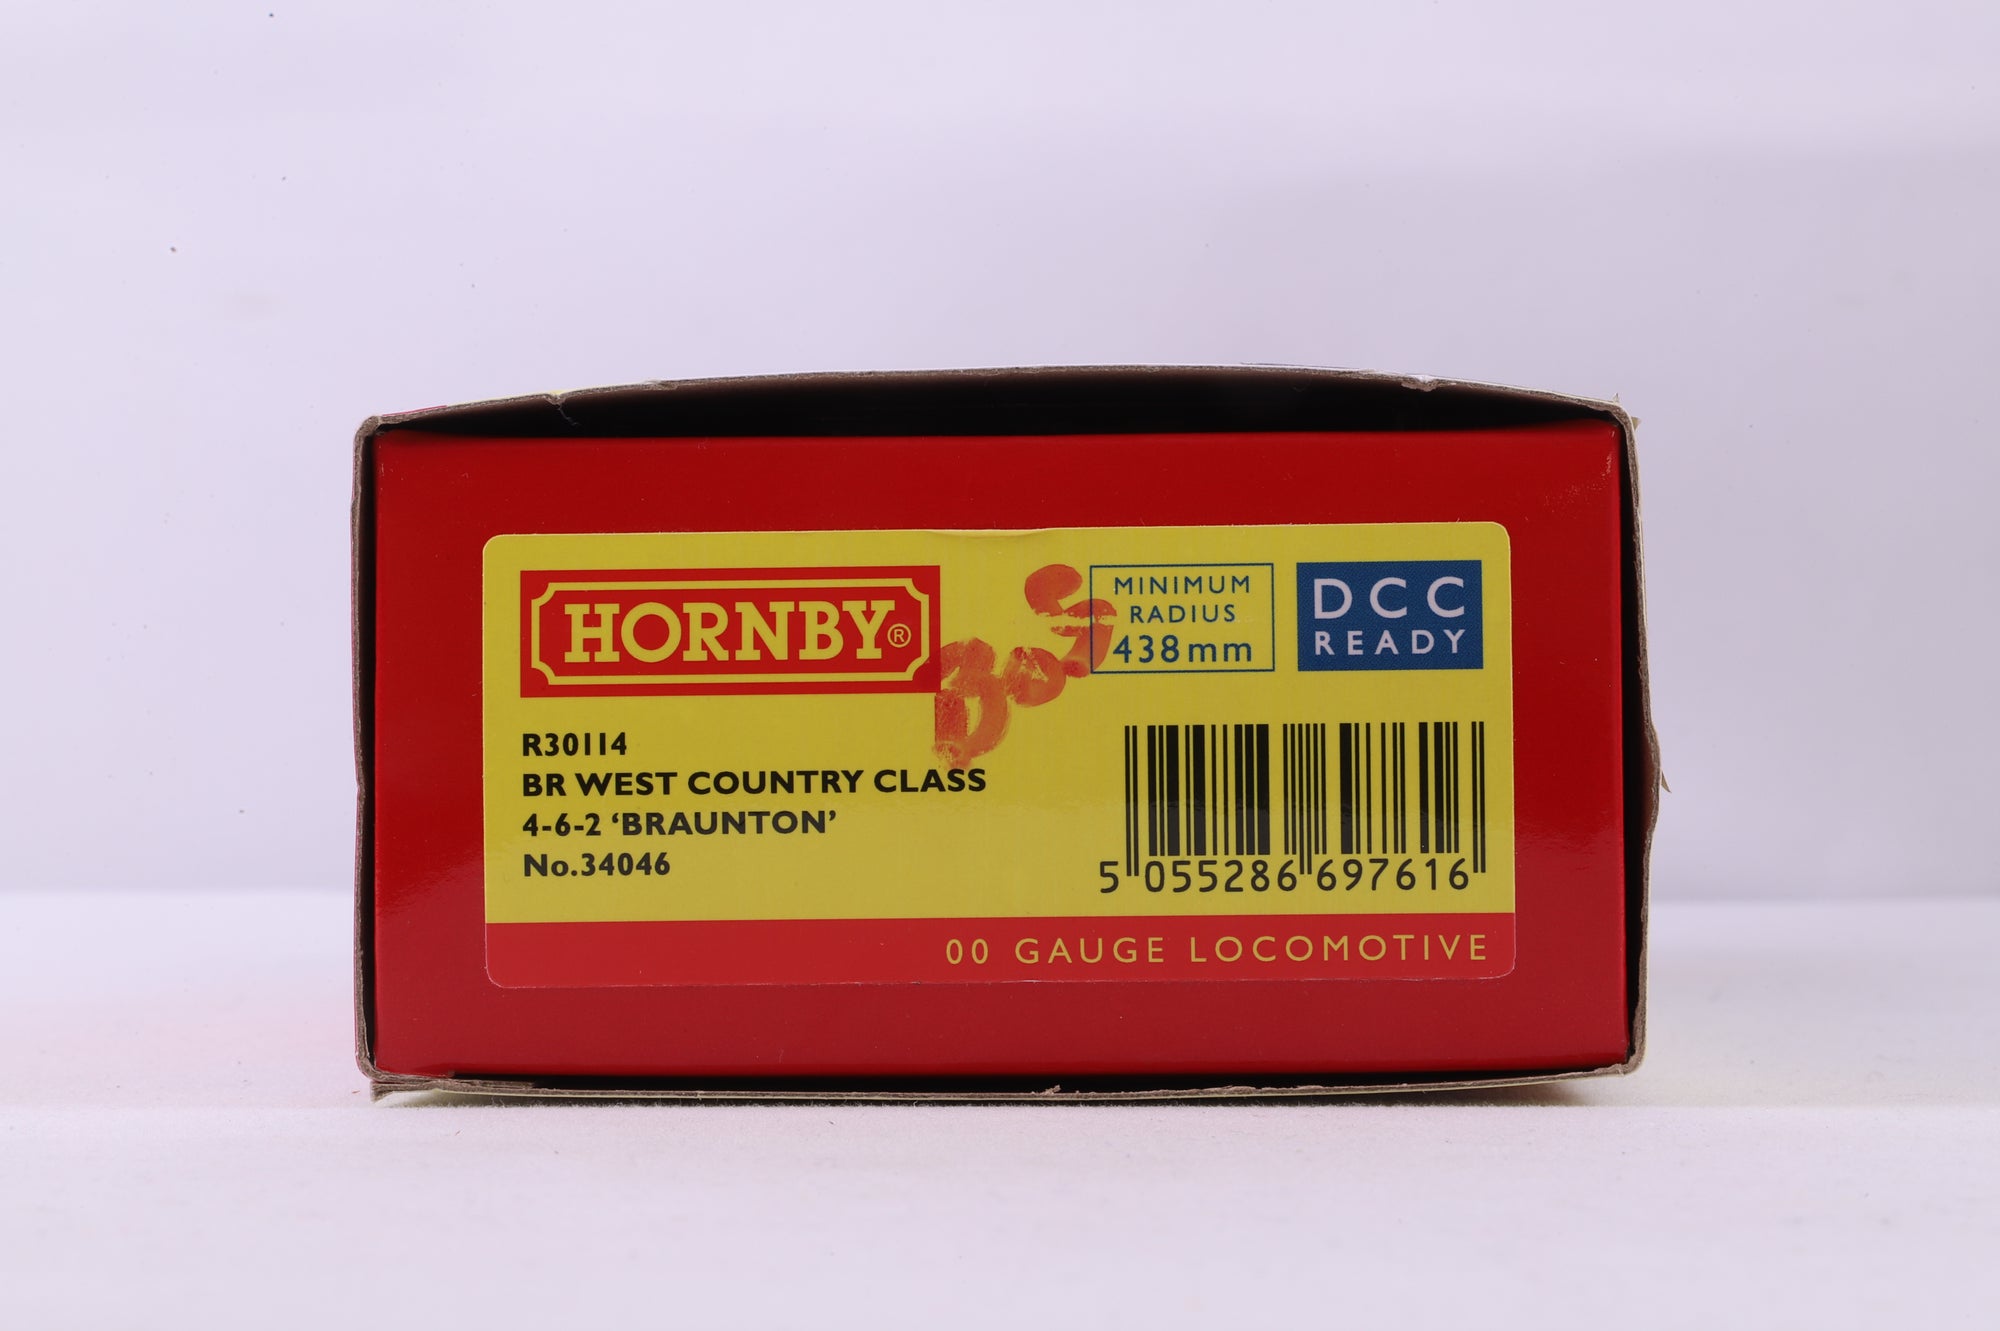 HORNBY®
MINIMUM
RADIUS
438mm
DCC
READY
R30114
BR WEST COUNTRY CLASS
4-6-2 ‘BRAUNTON’
No.34046
5 055286 697616
00 GAUGE LOCOMOTIVE